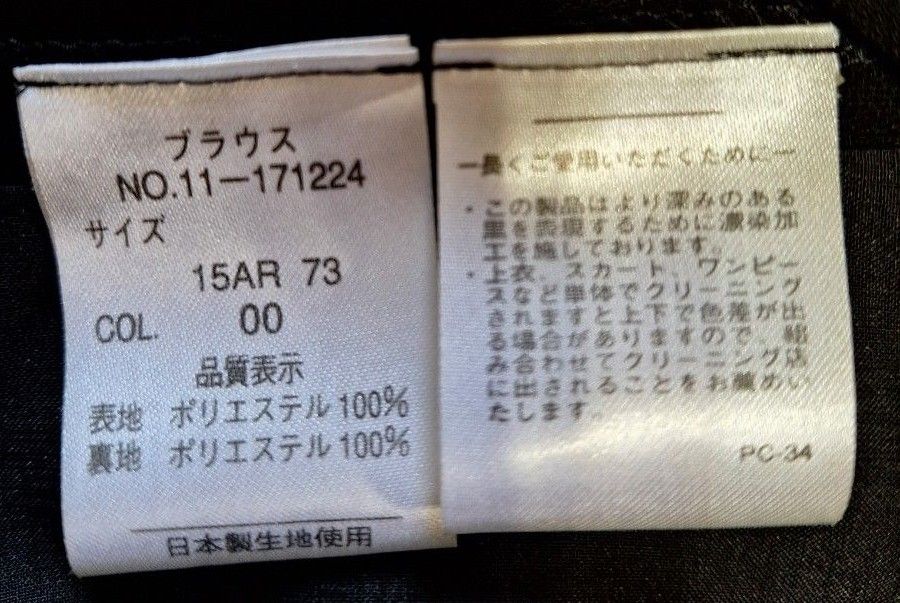 ブラウス
NO.11-171224
サイズ
15AR 73
COL. 00
品質表示
表地 ポリエステル100%
裏地 ポリエステル100%
日本製生地使用
ー長くご愛用いただくためにー
・この製品はより深みのある
黒を表現するために濃染加
工を施しております。
・上衣、スカート、ワンピー
スなど単体でクリーニング
されますと上下で色差が出
る場合がありますので、組
み合わせてクリーニング店
に出されることをお薦めい
たします。
PC-34